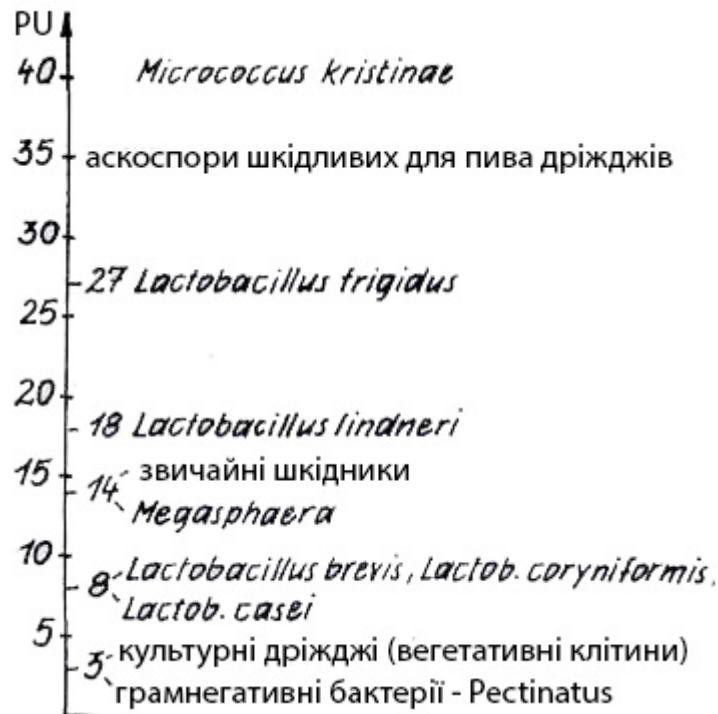 PU
40 Micrococcus kristinae
35 аскоспори шкідливих для пива дріжджів
30
27 Lactobacillus frigidus
25
20
18 Lactobacillus lindneri
15 звичайні шкідники
14
Megasphaera
10
8 Lactobacillus brevis, Lactob. coryniformis,
Lactob. casei
5
3 культурні дріжджі (вегетативні клітини)
грамнегативні бактерії - Pectinatus